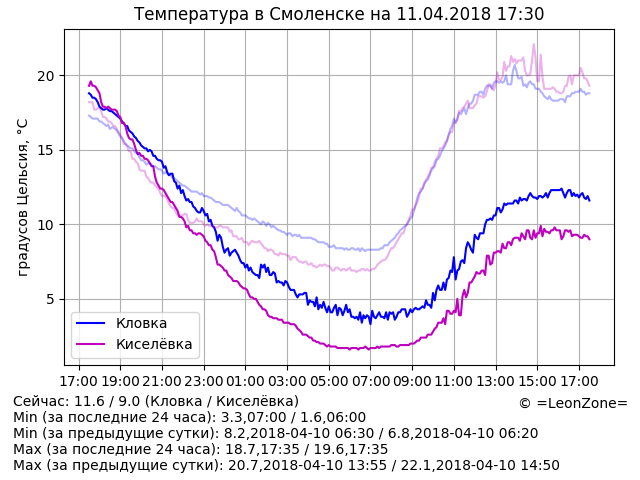 Температура в Смоленске на 11.04.2018 17:30
градусов Цельсия, °C
20
15
10
5
Кловка
Киселёвка
17:00 19:00 21:00 23:00 01:00 03:00 05:00 07:00 09:00 11:00 13:00 15:00 17:00
Сейчас: 11.6 / 9.0 (Кловка / Киселёвка)
© =LeonZone=
Min (за последние 24 часа): 3.3,07:00 / 1.6,06:00
Min (за предыдущие сутки): 8.2,2018-04-10 06:30 / 6.8,2018-04-10 06:20
Max (за последние 24 часа): 18.7,17:35 / 19.6,17:35
Max (за предыдущие сутки): 20.7,2018-04-10 13:55 / 22.1,2018-04-10 14:50